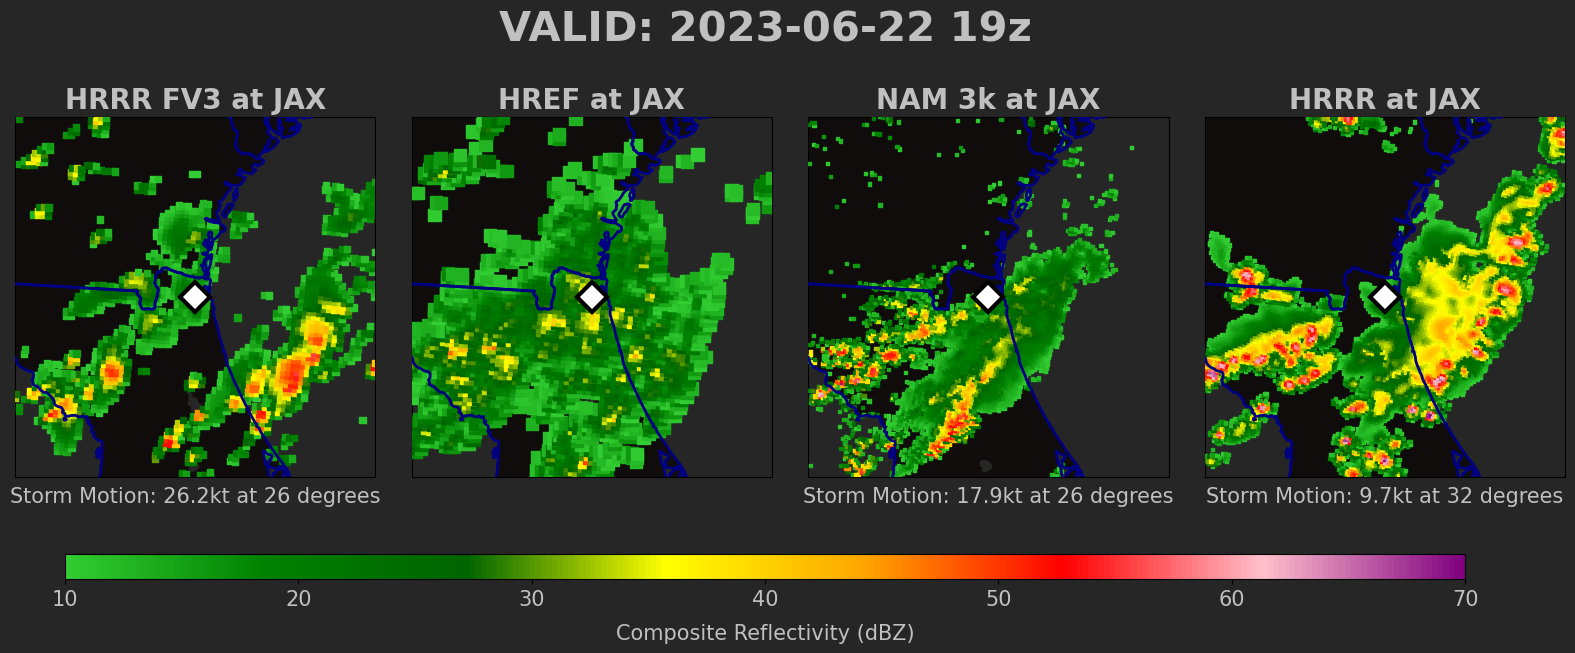 VALID: 2023-06-22 19z
HRRR FV3 at JAX
HREF at JAX
NAM 3k at JAX
HRRR at JAX
Storm Motion: 26.2kt at 26 degrees
Storm Motion: 17.9kt at 26 degrees
Storm Motion: 9.7kt at 32 degrees
10 20 30 40 50 60 70
Composite Reflectivity (dBZ)